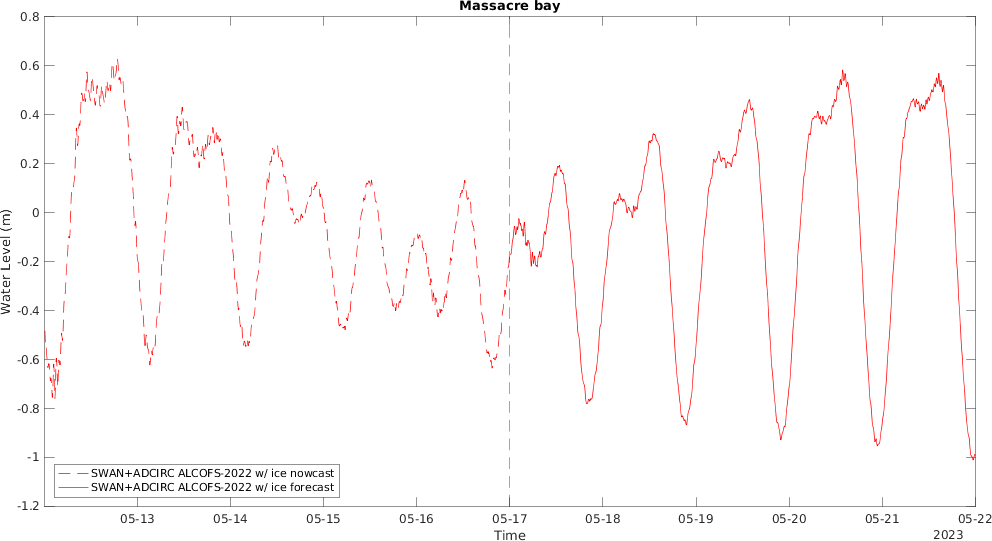 Massacre bay
0.8
0.6
0.4
0.2
0
-0.2
-0.4
-0.6
-0.8
-1
-1.2
Water Level (m)
SWAN+ADCIRC ALCOFS-2022 w/ ice nowcast
SWAN+ADCIRC ALCOFS-2022 w/ ice forecast
05-13 05-14 05-15 05-16 05-17 05-18 05-19 05-20 05-21 05-22
Time
2023